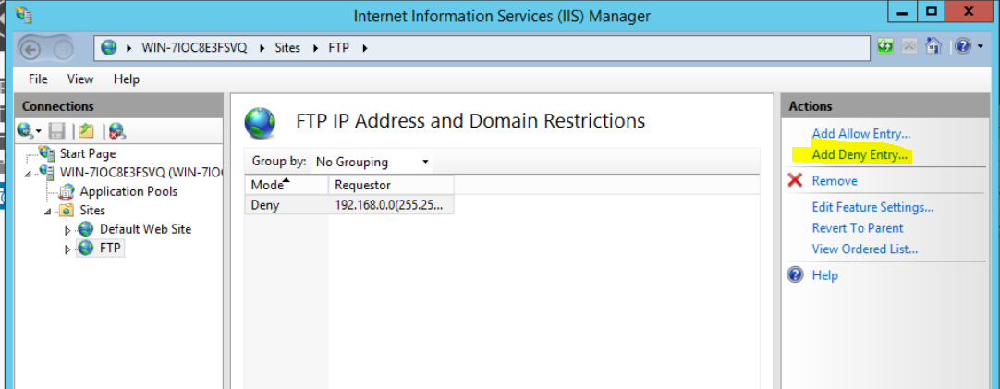 Internet Information Services (IIS) Manager
WIN-7IOC8E3FSVQ Sites FTP
File View Help
Connections
Start Page
WIN-7IOC8E3FSVQ (WIN-7IO
Application Pools
Sites
Default Web Site
FTP
FTP IP Address and Domain Restrictions
Group by: No Grouping
Mode Requestor
Deny 192.168.0.0(255.25...
Actions
Add Allow Entry...
Add Deny Entry...
Remove
Edit Feature Settings...
Revert To Parent
View Ordered List...
Help